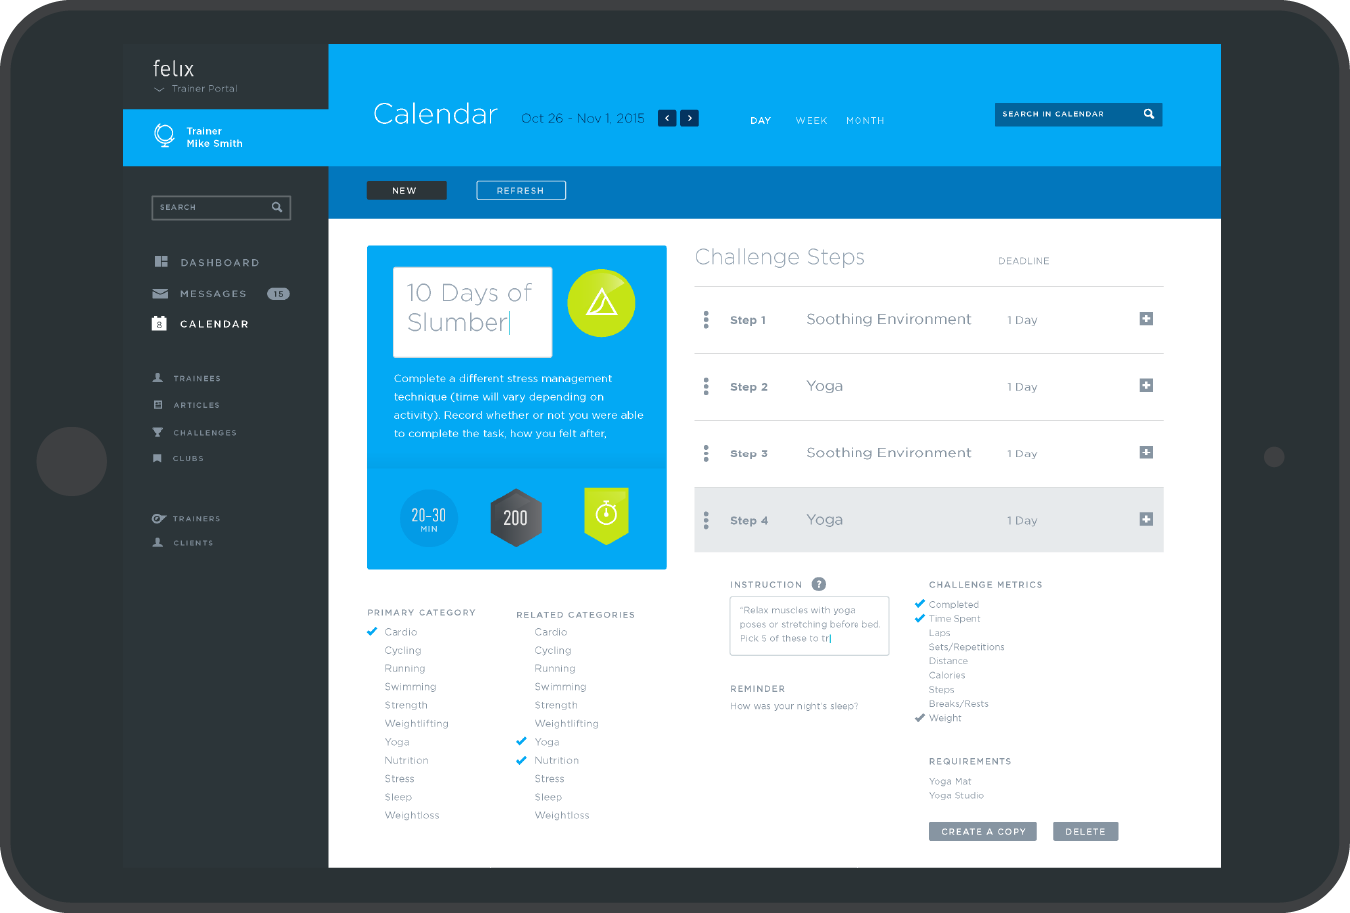 felix
Trainer Portal
Trainer
Mike Smith
SEARCH
DASHBOARD
MESSAGES 15
8 CALENDAR
TRAINEES
ARTICLES
CHALLENGES
CLUBS
TRAINERS
CLIENTS
Calendar Oct 26 - Nov 1, 2015 < > DAY WEEK MONTH SEARCH IN CALENDAR
NEW REFRESH
10 Days of
Slumber
Complete a different stress management
technique (time will vary depending on
activity). Record whether or not you were able
to complete the task, how you felt after,
20-30
MIN
200
PRIMARY CATEGORY
Cardio
Cycling
Running
Swimming
Strength
Weightlifting
Yoga
Nutrition
Stress
Sleep
Weightloss
RELATED CATEGORIES
Cardio
Cycling
Running
Swimming
Strength
Weightlifting
Yoga
Nutrition
Stress
Sleep
Weightloss
Challenge Steps DEADLINE
Step 1 Soothing Environment 1 Day
Step 2 Yoga 1 Day
Step 3 Soothing Environment 1 Day
Step 4 Yoga 1 Day
INSTRUCTION ?
"Relax muscles with yoga
poses or stretching before bed.
Pick 5 of these to tr
REMINDER
How was your night's sleep?
CHALLENGE METRICS
Completed
Time Spent
Laps
Sets/Repetitions
Distance
Calories
Steps
Breaks/Rests
Weight
REQUIREMENTS
Yoga Mat
Yoga Studio
CREATE A COPY DELETE